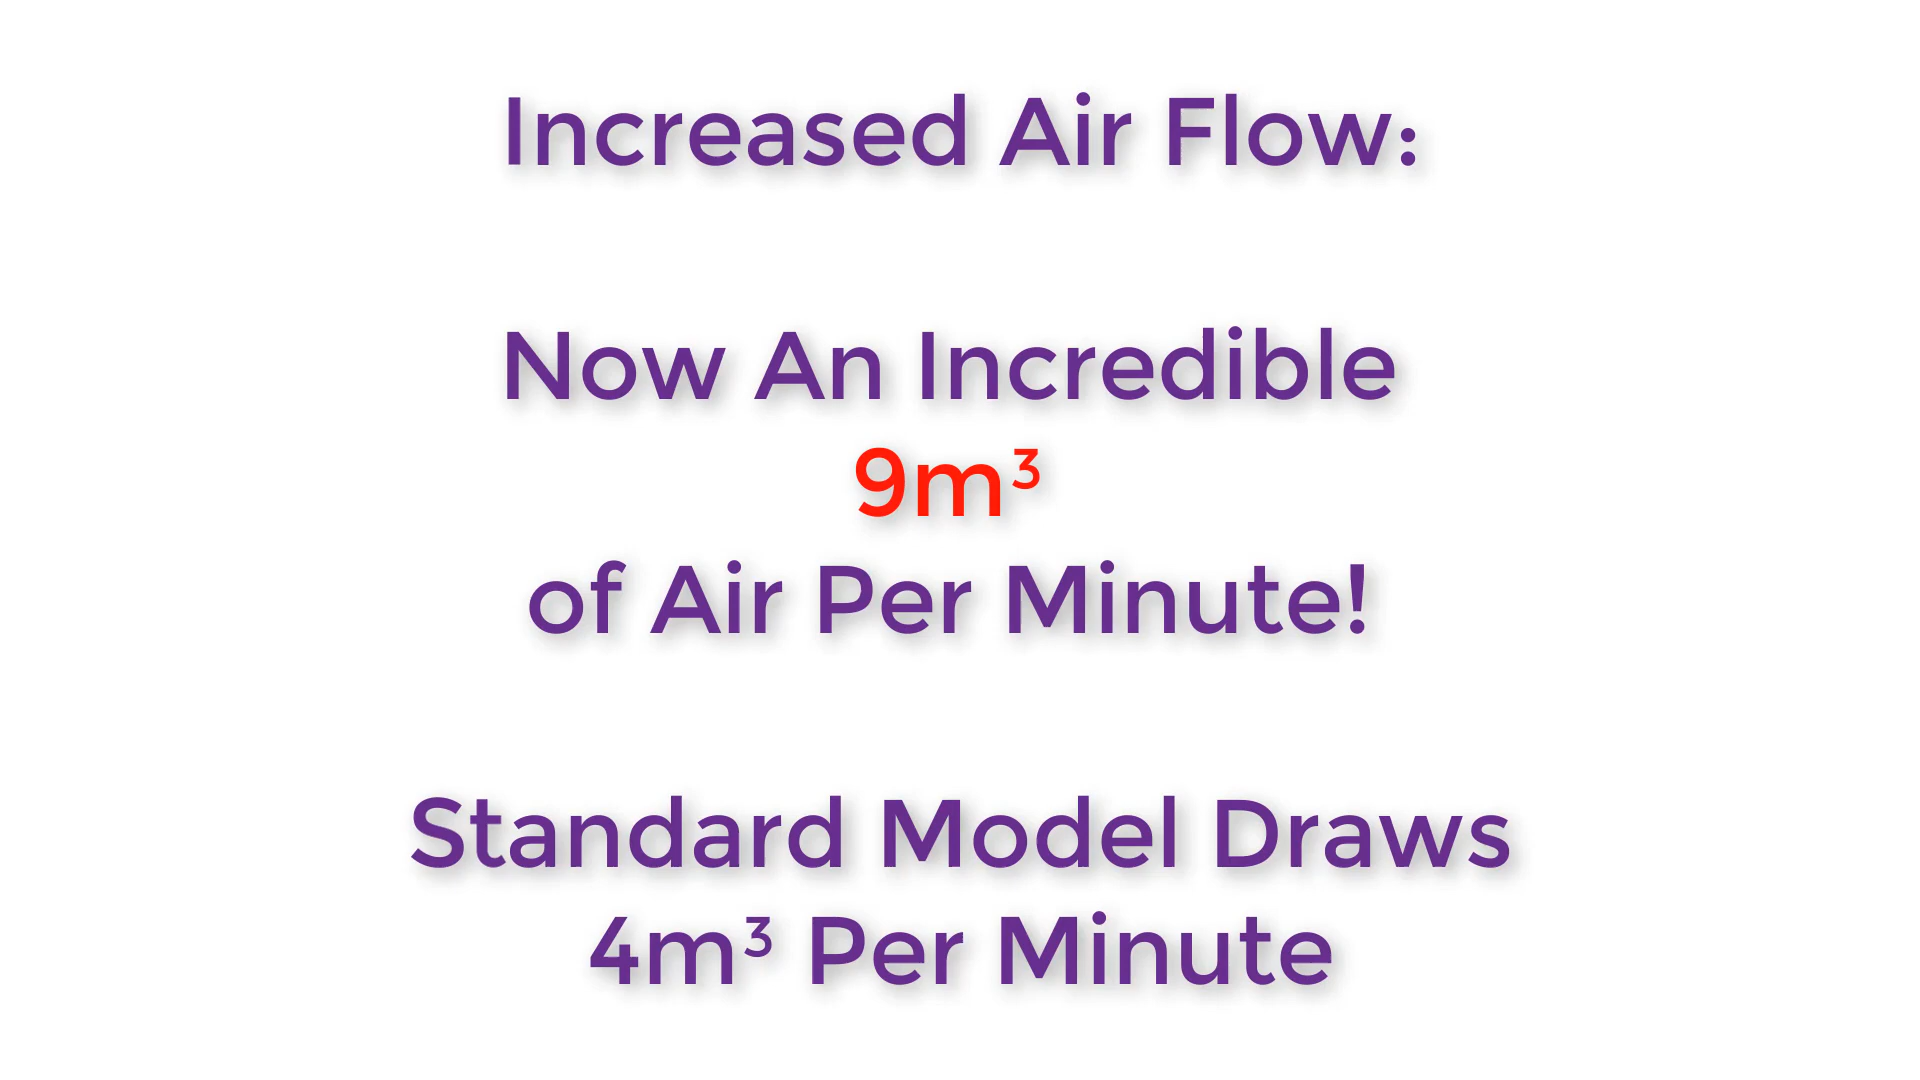 Increased Air Flow:
Now An Incredible
9m³
of Air Per Minute!
Standard Model Draws
4m³ Per Minute